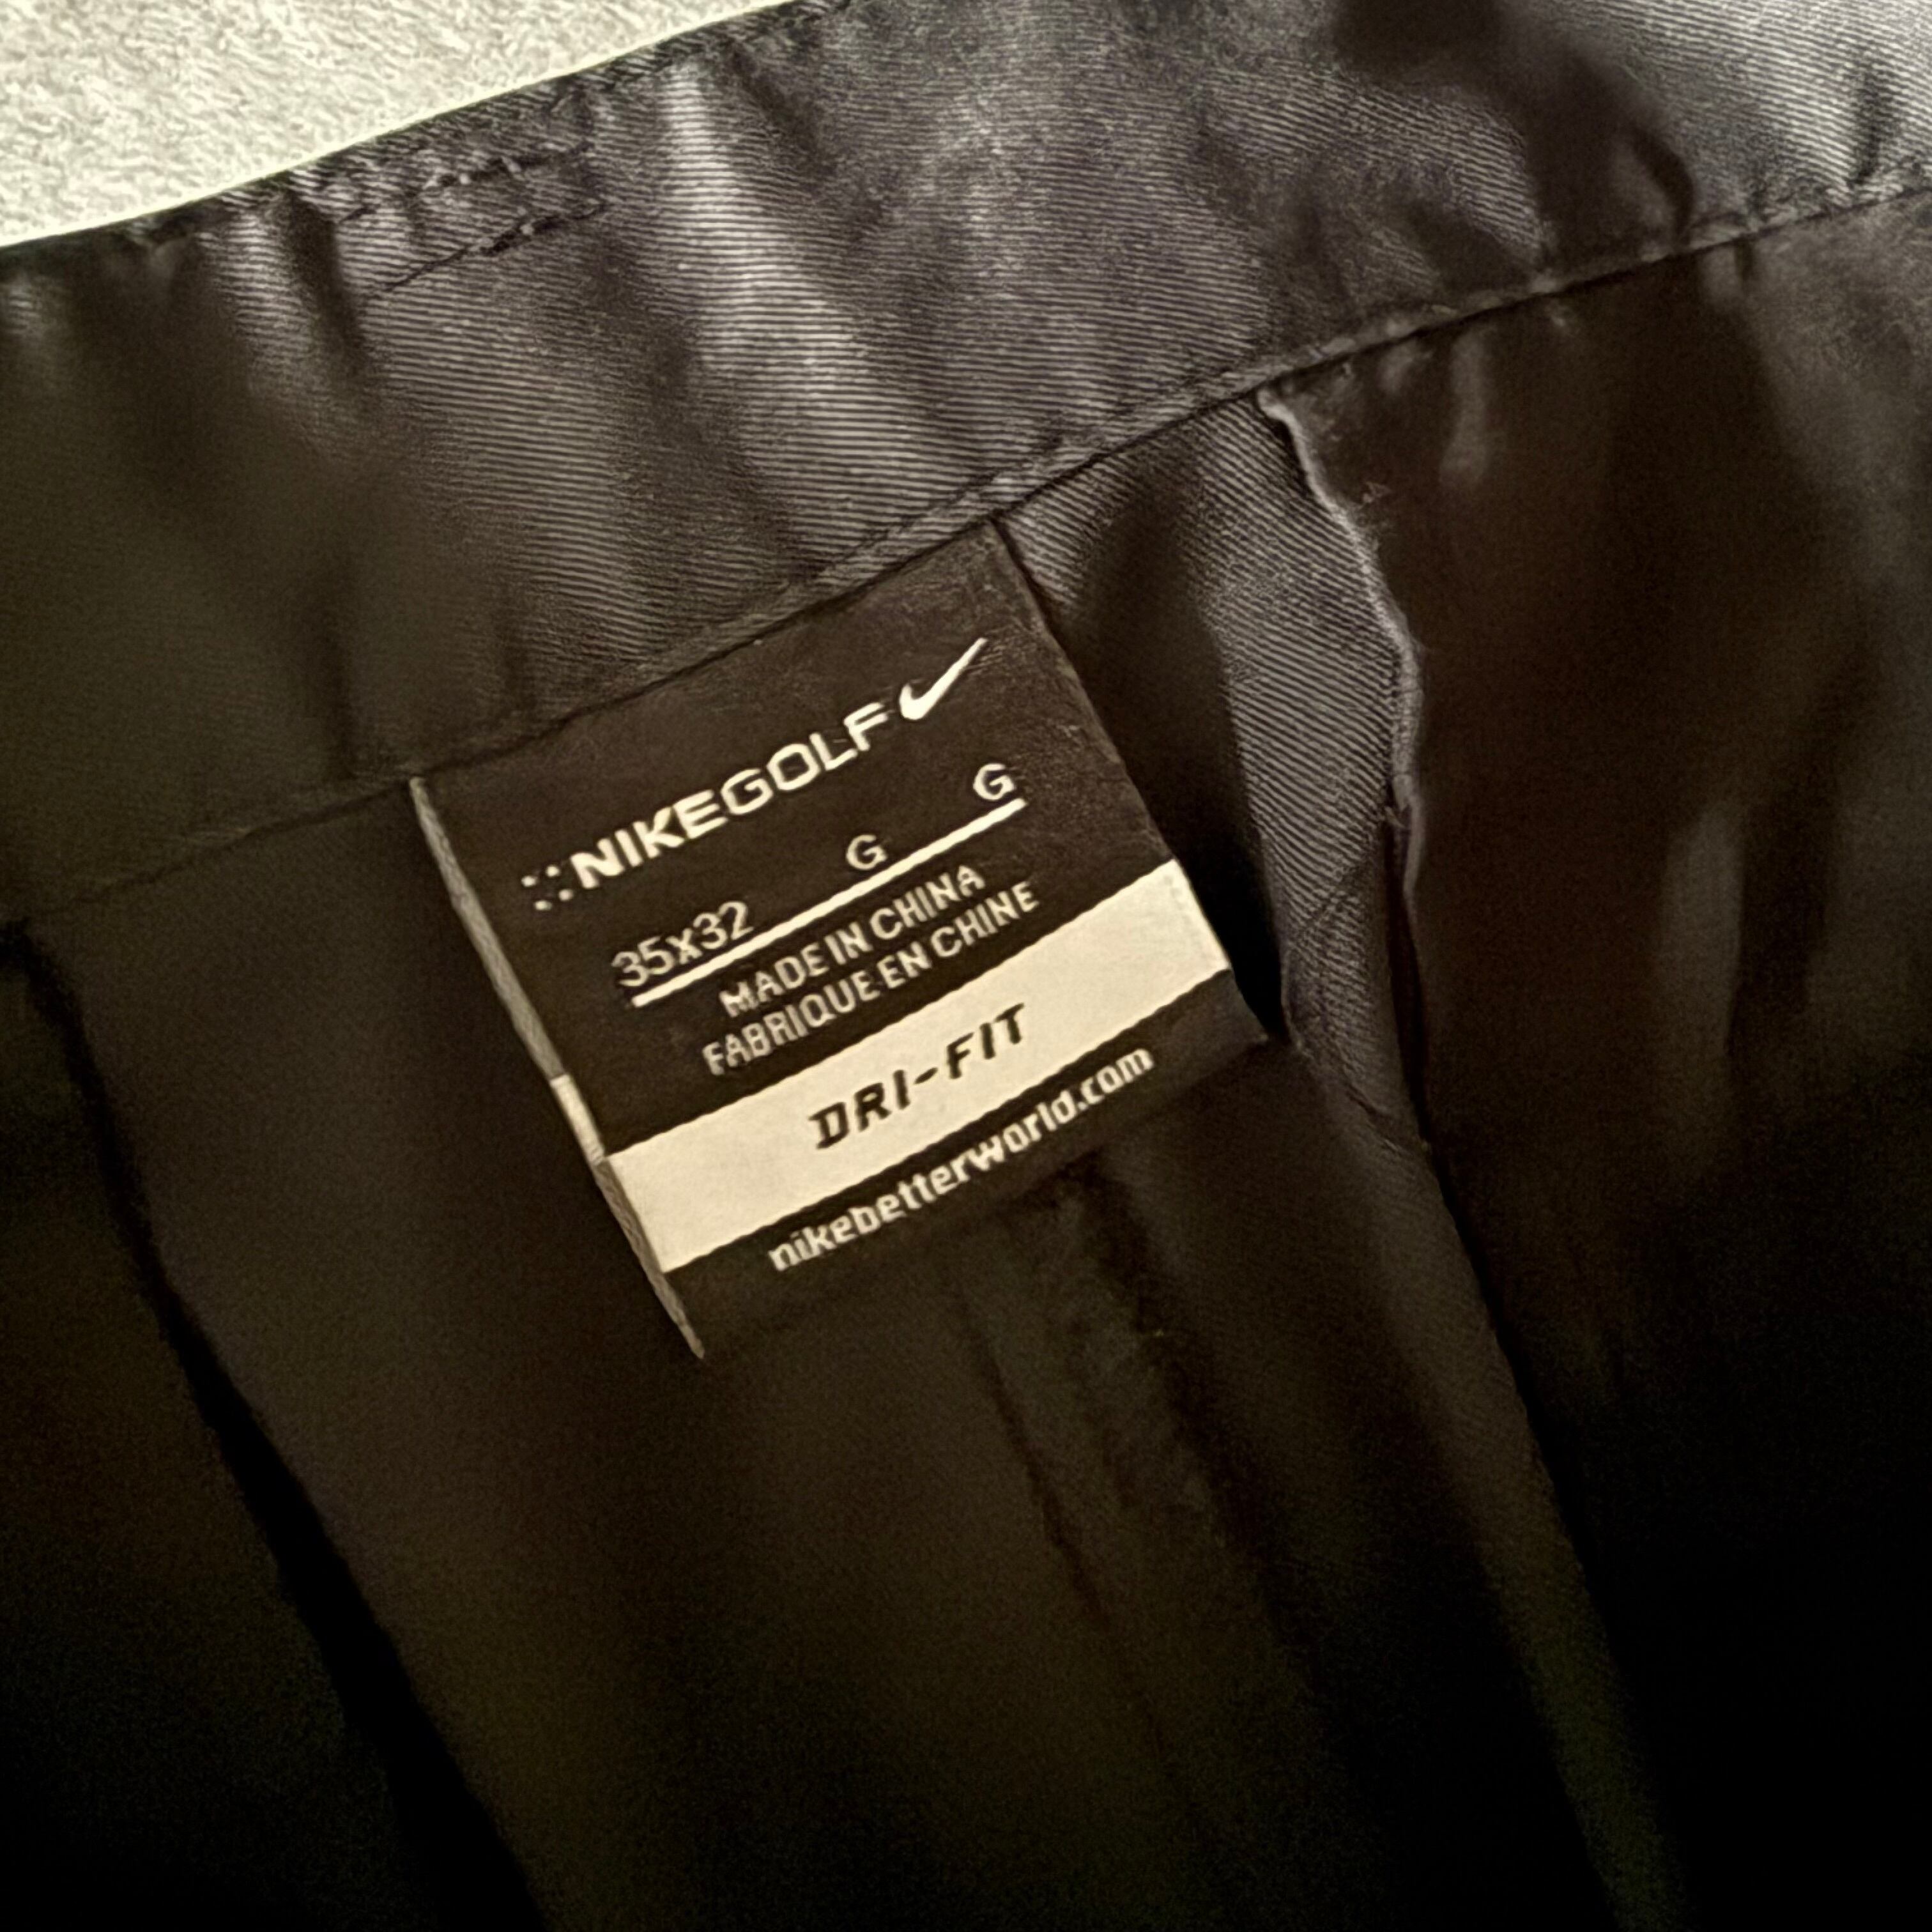 NIKEGOLF
35x32 G G
MADE IN CHINA
FABRIQUE EN CHINE
DRI-FIT
nikebetterworld.com